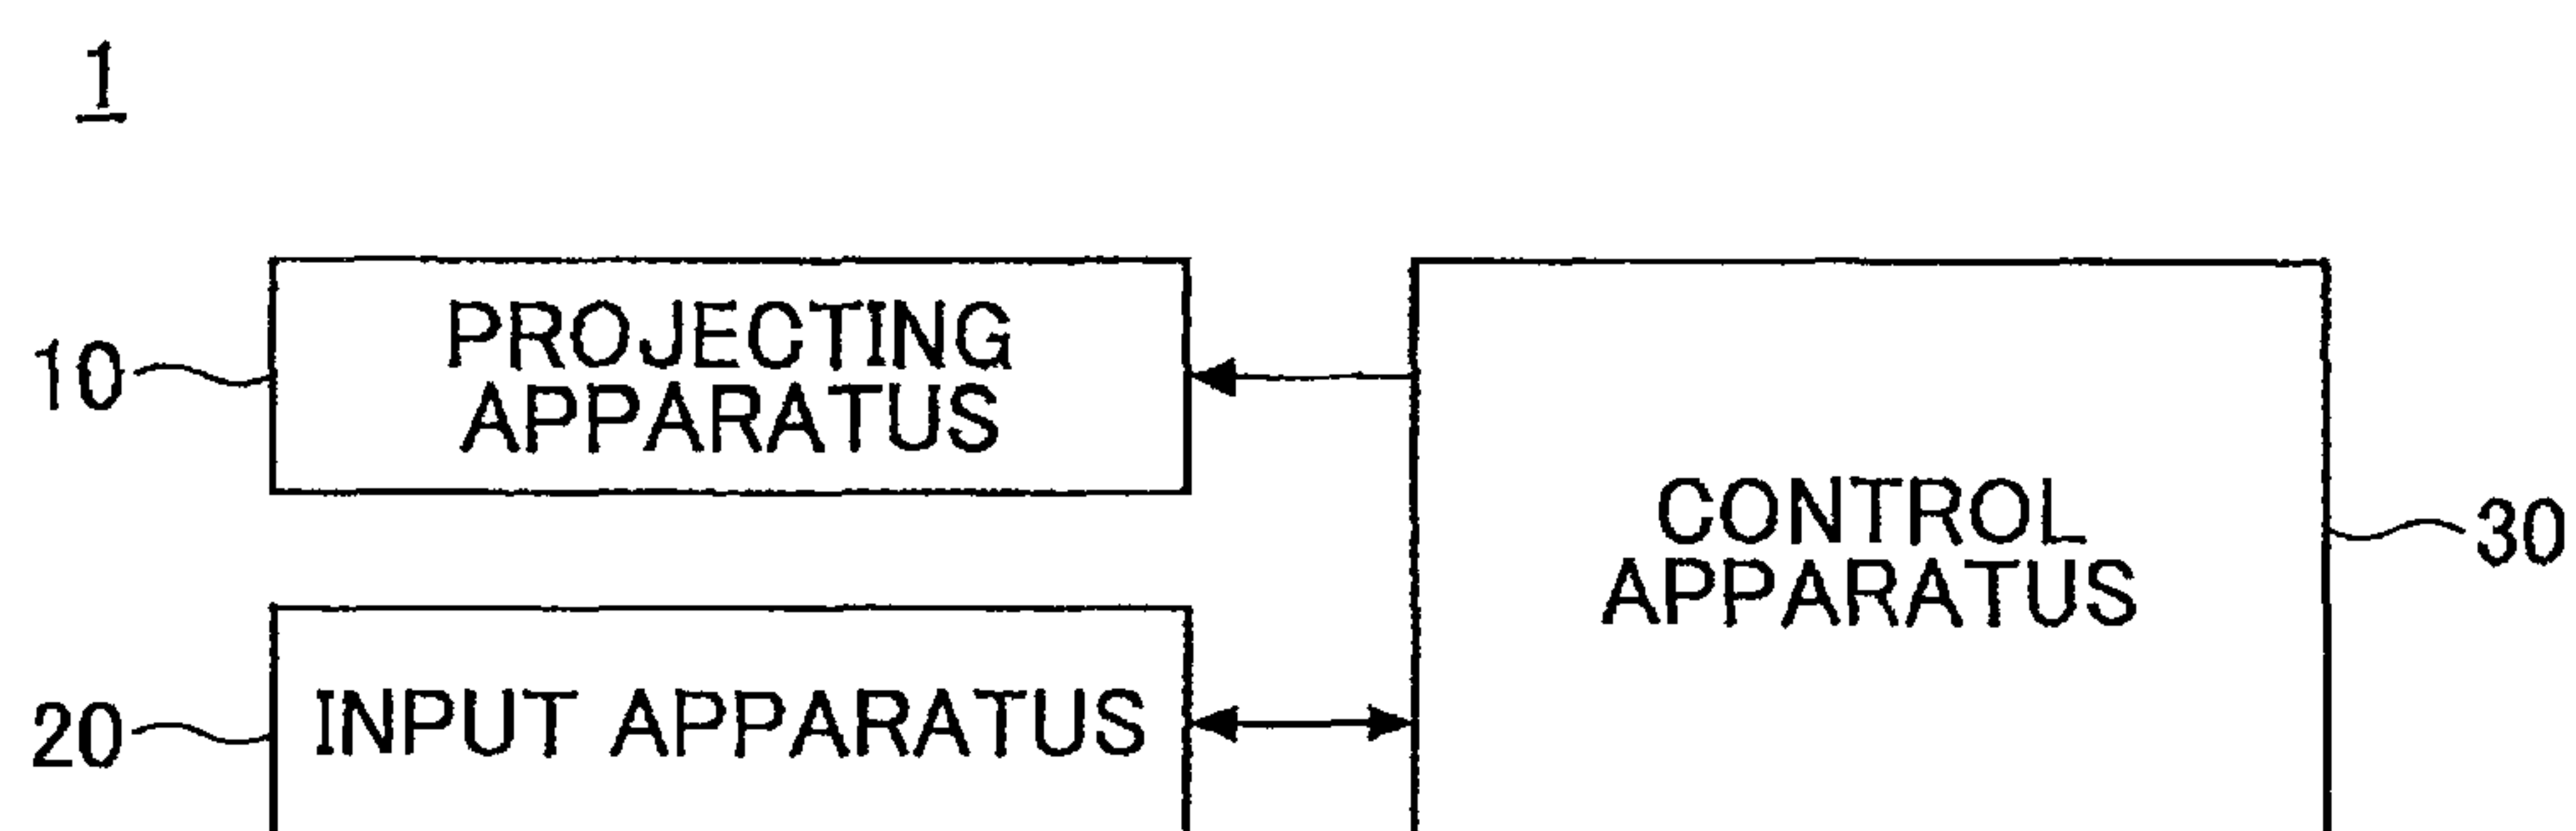 1
PROJECTING
APPARATUS
10
CONTROL
APPARATUS
30
INPUT APPARATUS
20